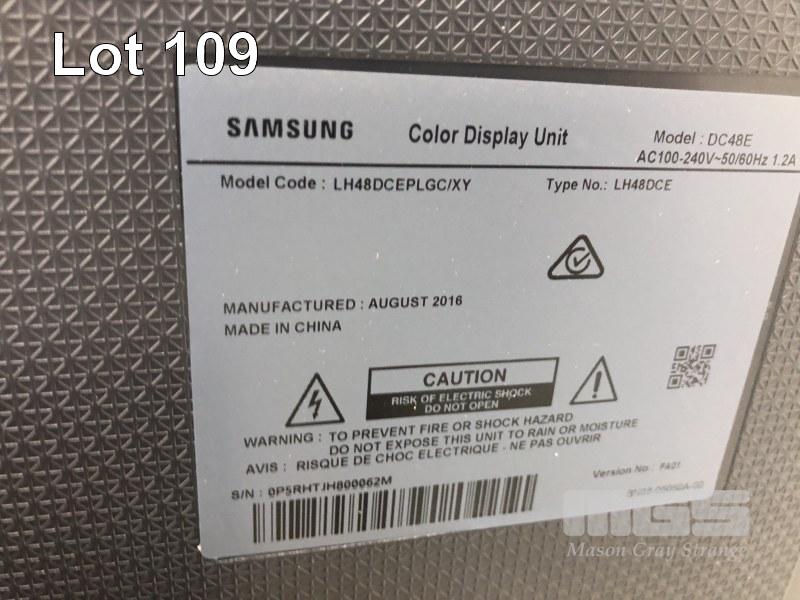 Lot 109
SAMSUNG Color Display Unit Model : DC48E
AC100-240V~50/60Hz 1.2A
Model Code : LH48DCEPLGC/XY Type No.: LH48DCE
MANUFACTURED : AUGUST 2016
MADE IN CHINA
CAUTION
RISK OF ELECTRIC SHOCK
DO NOT OPEN
WARNING : TO PREVENT FIRE OR SHOCK HAZARD
DO NOT EXPOSE THIS UNIT TO RAIN OR MOISTURE
AVIS : RISQUE DE CHOC ELECTRIQUE - NE PAS OUVRIR
Version No : FA01
S/N : 0P5RHTJH800062M
MGS
Mason Gray Strange